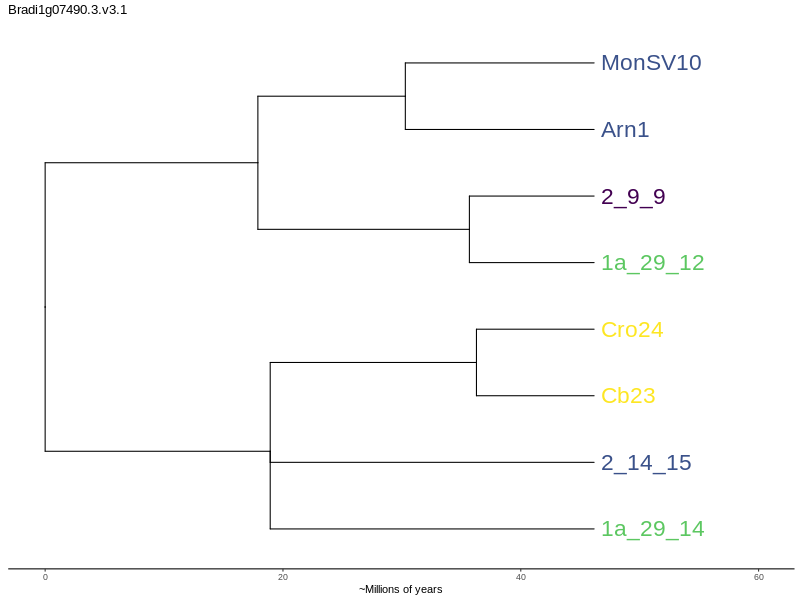 Bradi1g07490.3.v3.1
MonSV10
Arn1
2_9_9
1a_29_12
Cro24
Cb23
2_14_15
1a_29_14
0 20 40 60
~Millions of years